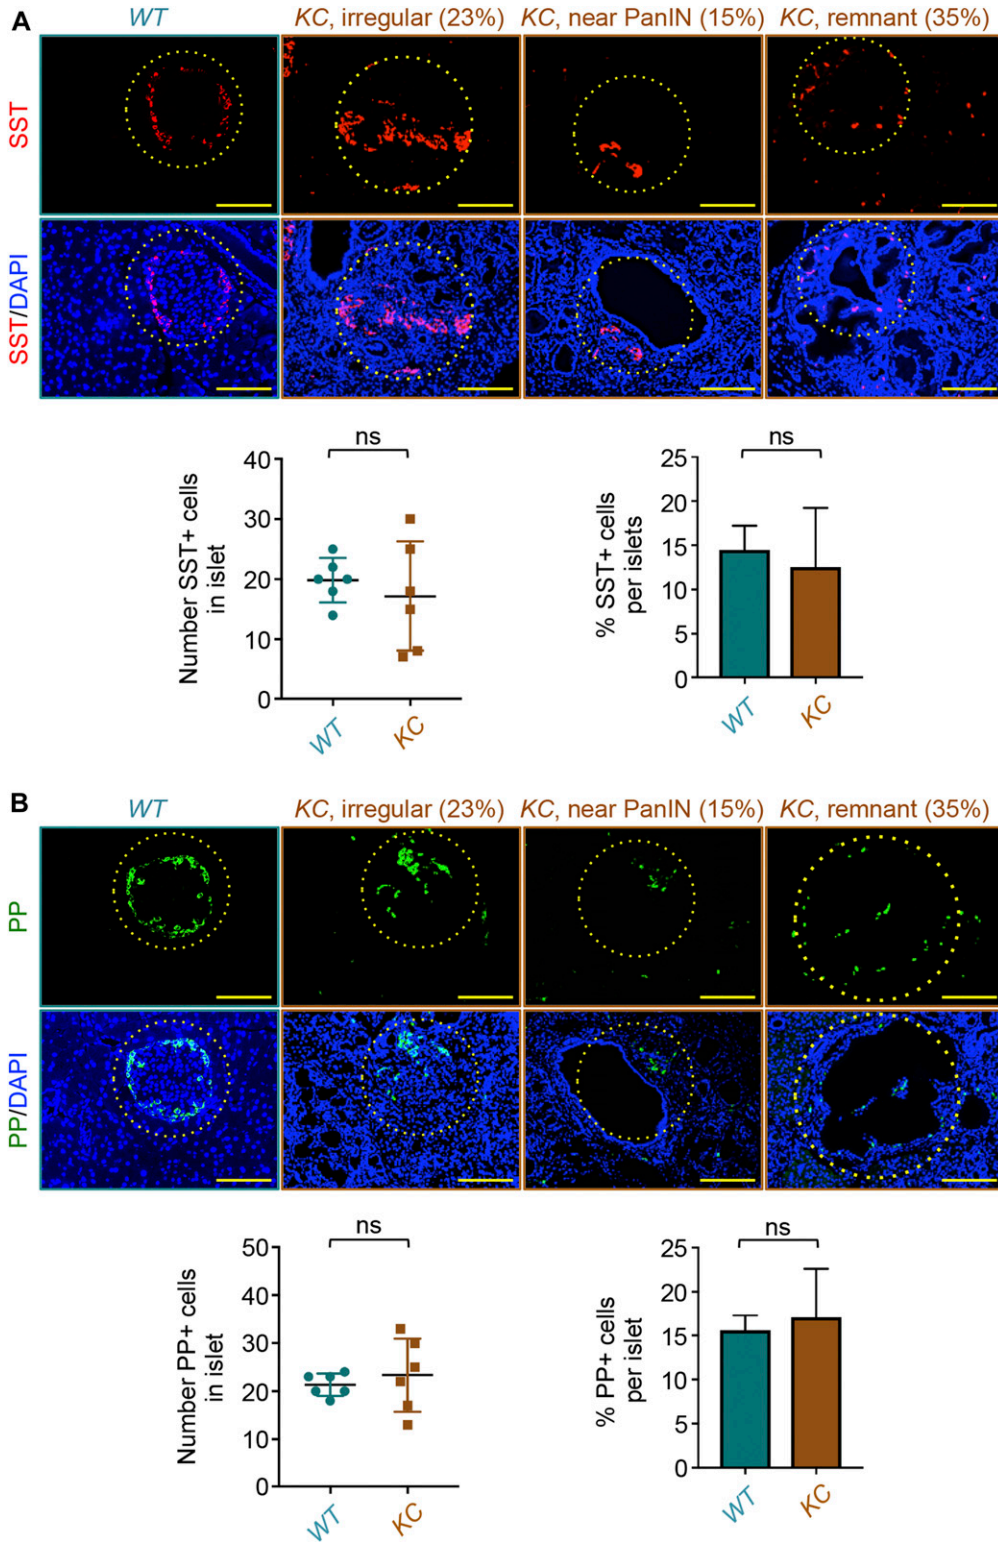 A
WT
KC, irregular (23%)
KC, near PanIN (15%)
KC, remnant (35%)
SST
SST/DAPI
ns
40
30
20
10
0
Number SST+ cells
in islet
WT
KC
ns
25
20
15
10
5
0
% SST+ cells
per islets
WT
KC
B
WT
KC, irregular (23%)
KC, near PanIN (15%)
KC, remnant (35%)
PP
PP/DAPI
ns
50
40
30
20
10
0
Number PP+ cells
in islet
WT
KC
ns
25
20
15
10
5
0
% PP+ cells
per islet
WT
KC